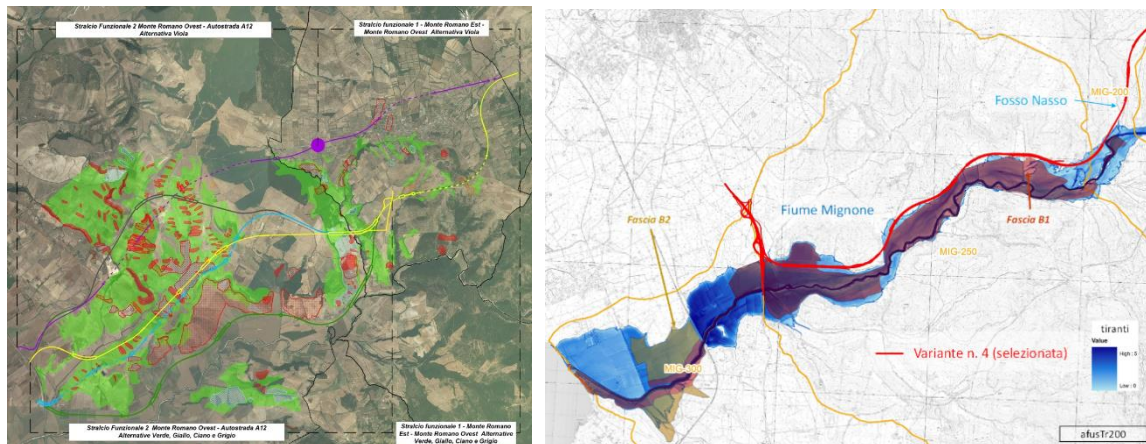 Stralcio Funzionale 2 Monte Romano Ovest - Autostrada A12
Alternativa Viola
Stralcio funzionale 1 - Monte Romano Est -
Monte Romano Ovest Alternativa Viola
Stralcio Funzionale 2 Monte Romano Ovest - Autostrada A12
Alternative Verde, Giallo, Ciano e Grigio
Stralcio funzionale 1 - Monte Romano
Est - Monte Romano Ovest Alternative
Verde, Giallo, Ciano e Grigio
MIG-200
Fosso Nasso
Fiume Mignone
Fascia B2
Fascia B1
MIG-250
MIG-300
Variante n. 4 (selezionata)
tiranti
Value
High : 5
Low : 0
afusTr200